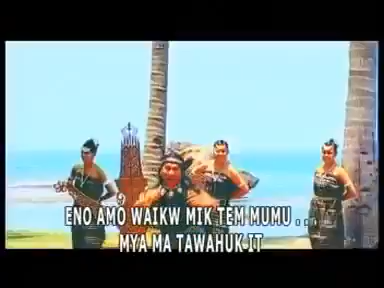 ENO AMO WAIKW MIK TEM MUMU . . .
MYA MA TAWAHUK IT